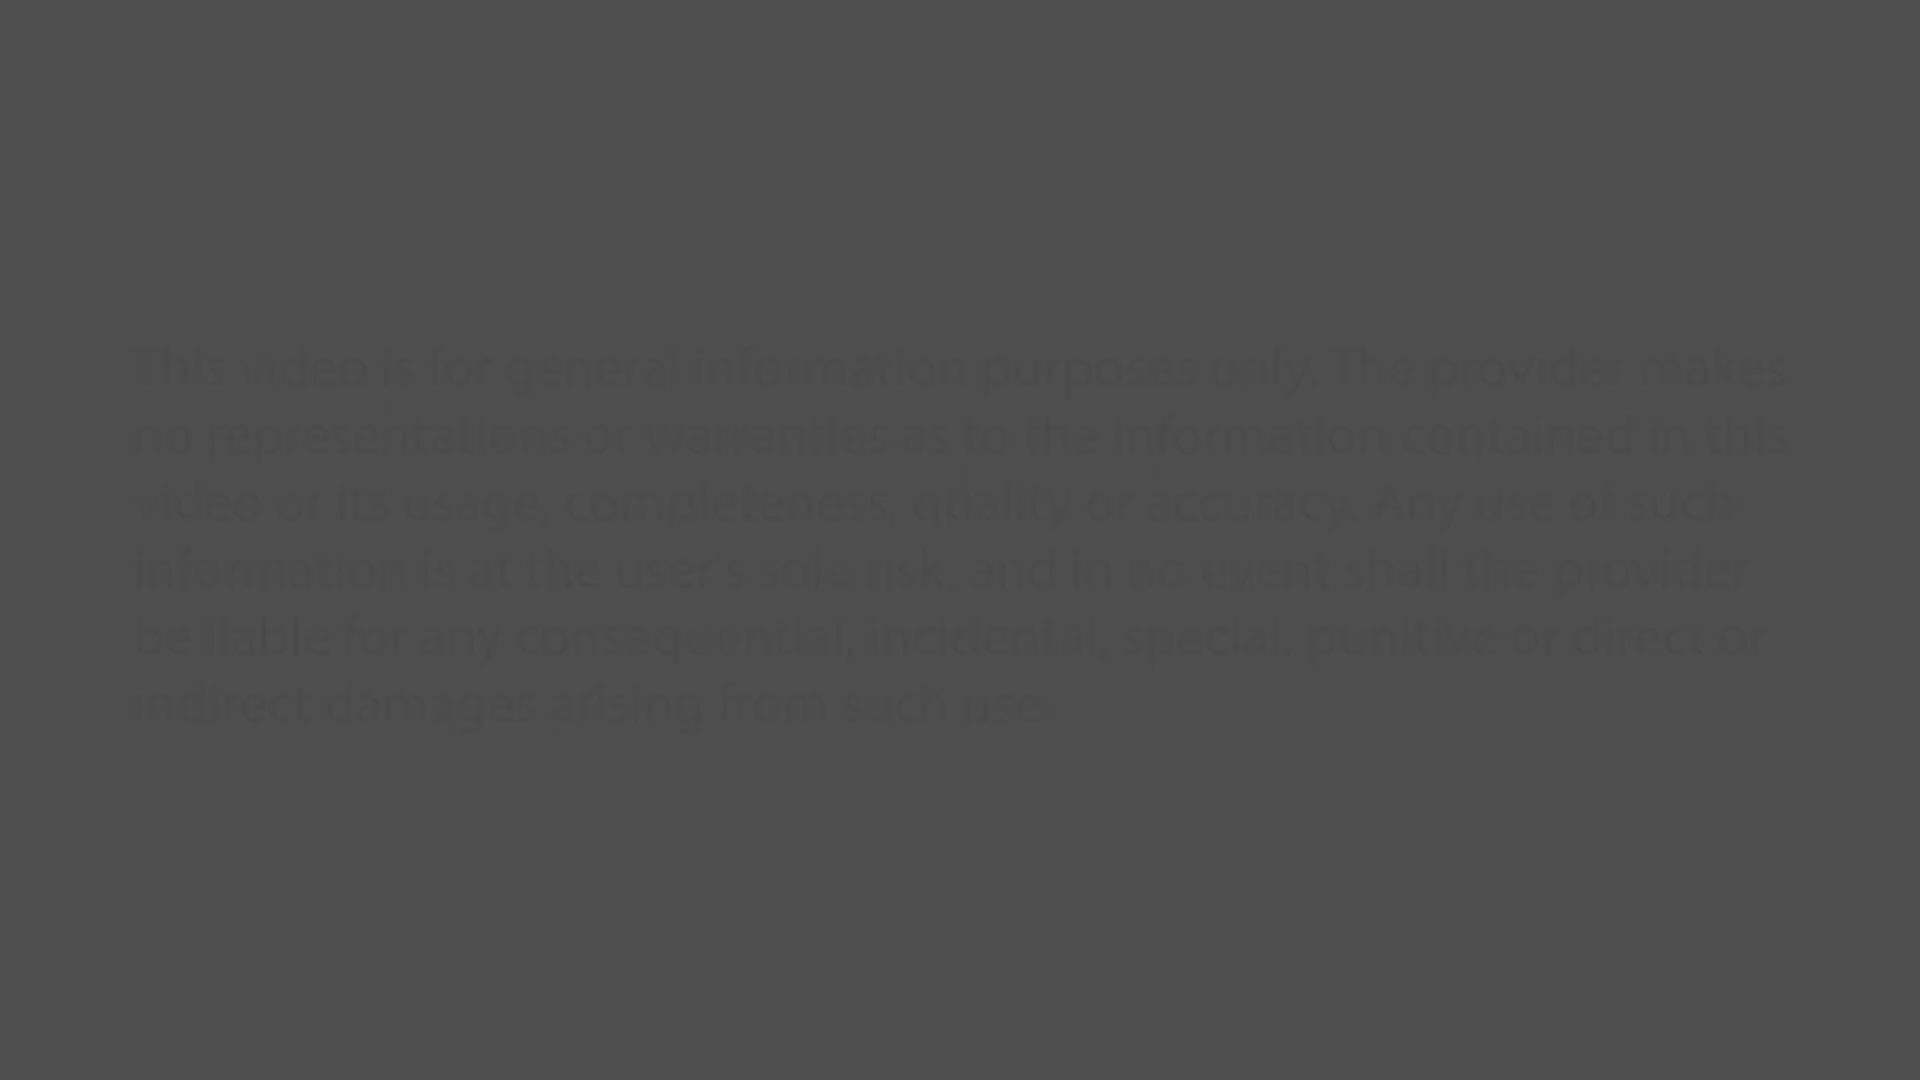 This video is for general information purposes only. The provider makes
no representations or warranties as to the information contained in this
video or its usage, completeness, quality or accuracy. Any use of such
information is at the user's sole risk, and in no event shall the provider
be liable for any consequential, incidental, special, punitive or direct or
indirect damages arising from such use.